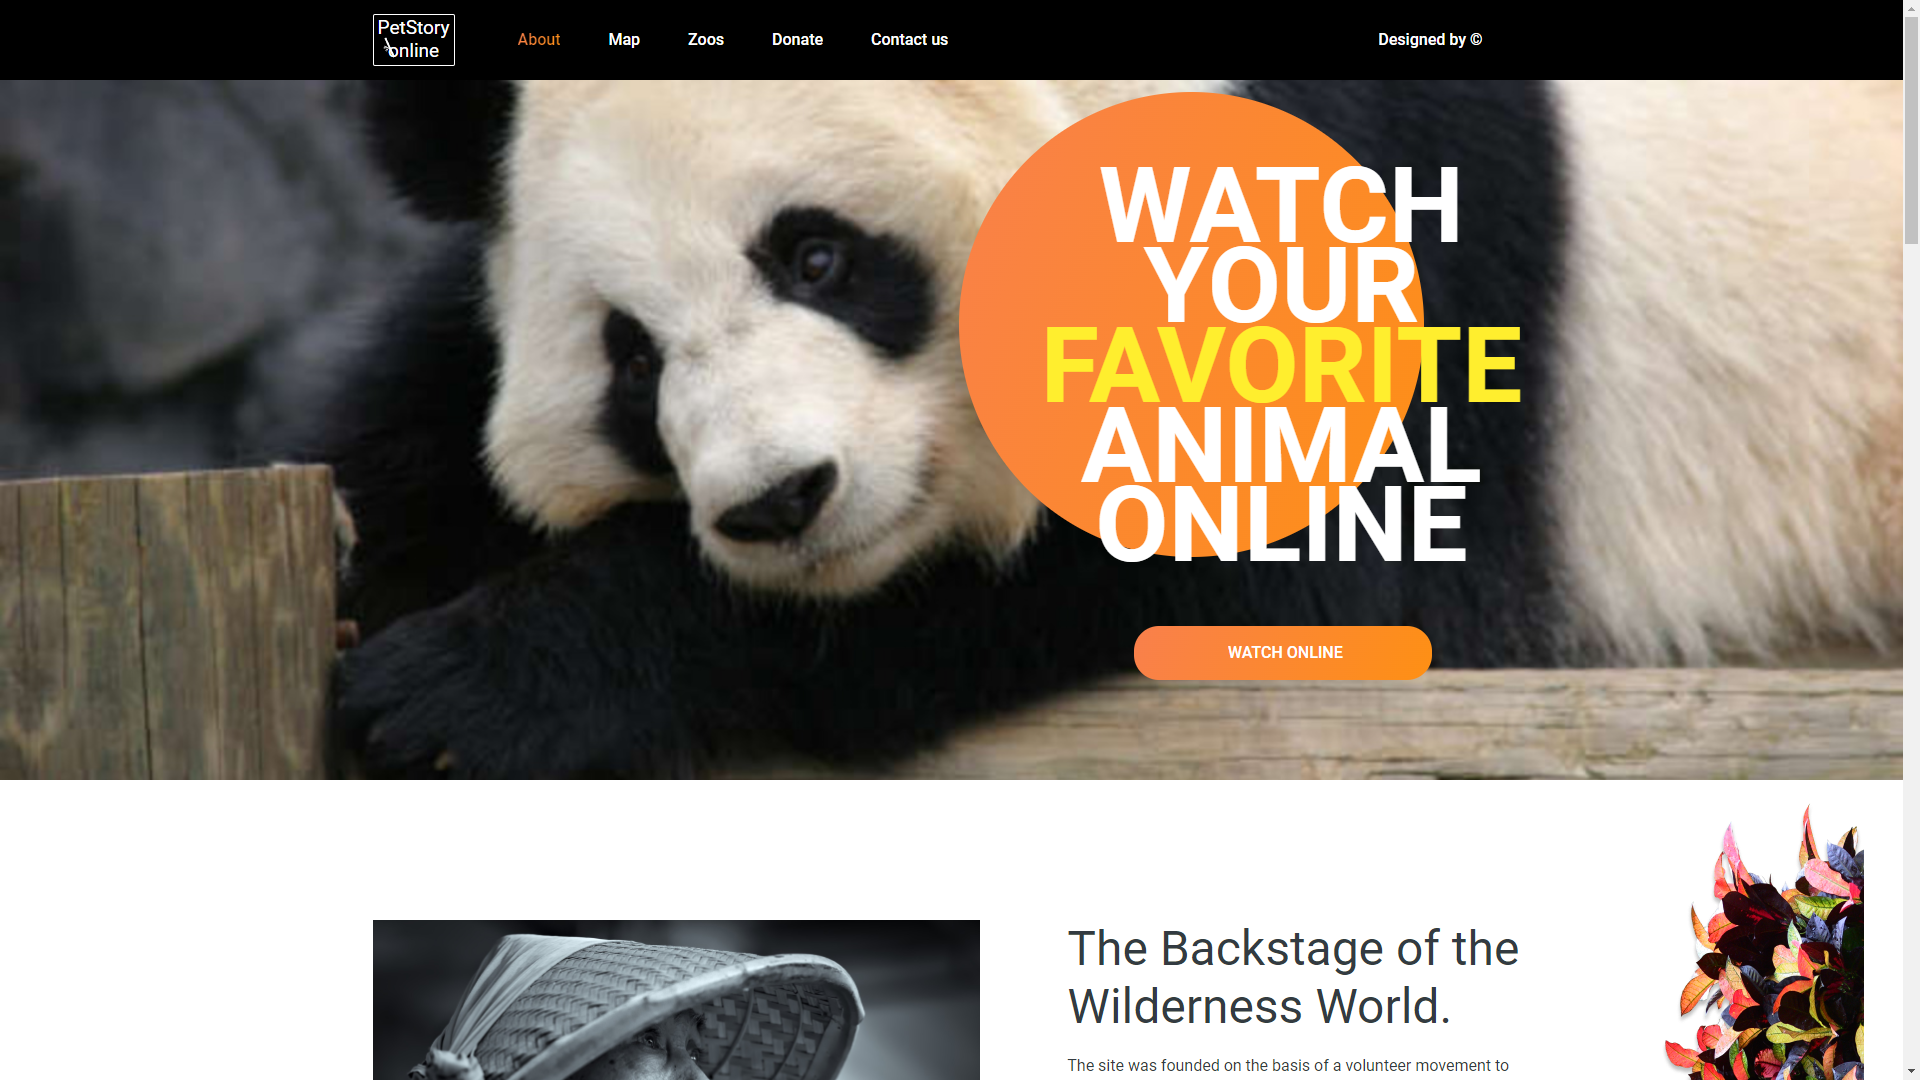 PetStory
online
About
Map
Zoos
Donate
Contact us
Designed by ©
WATCH
YOUR
FAVORITE
ANIMAL
ONLINE
WATCH ONLINE
The Backstage of the
Wilderness World.
The site was founded on the basis of a volunteer movement to